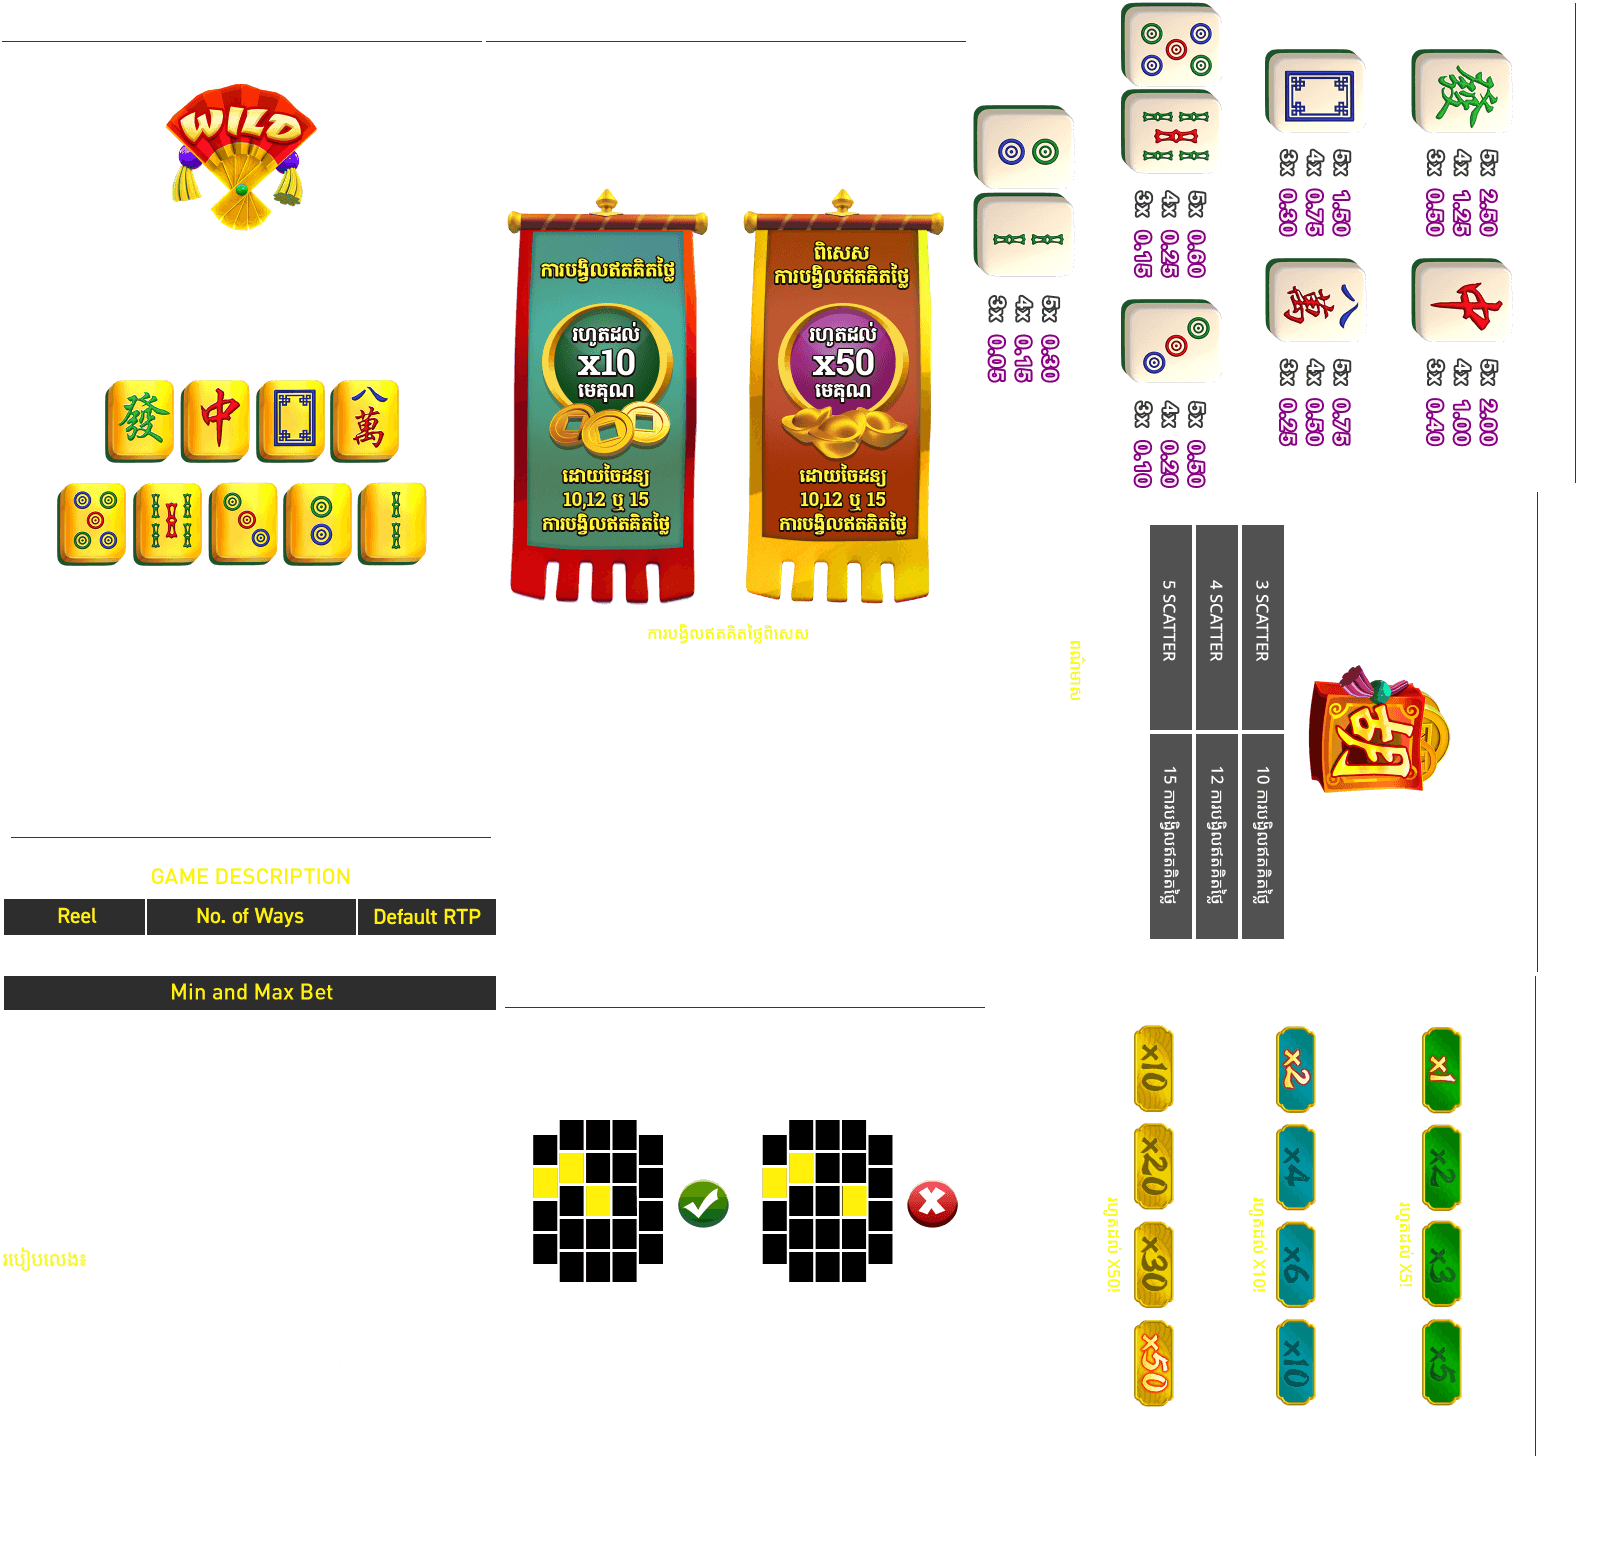 WILD
發
中
八
萬
ការបង្វិលឥតគិតថ្លៃ
រហូតដល់
x10
មេគុណ
ដោយចៃដន្យ
10,12 ឬ 15
ការបង្វិលឥតគិតថ្លៃ
ពិសេស
ការបង្វិលឥតគិតថ្លៃ
រហូតដល់
x50
មេគុណ
ដោយចៃដន្យ
10,12 ឬ 15
ការបង្វិលឥតគិតថ្លៃ
ការបង្វិលឥតគិតថ្លៃពិសេស
發
5x 2.50
4x 1.25
3x 0.50
中
5x 2.00
4x 1.00
3x 0.40
5x 1.50
4x 0.75
3x 0.30
八
萬
5x 0.75
4x 0.50
3x 0.25
5x 0.60
4x 0.25
3x 0.15
5x 0.50
4x 0.20
3x 0.10
5x 0.30
4x 0.15
3x 0.05
胡
3 SCATTER
10 ការបង្វិលឥតគិតថ្លៃ
4 SCATTER
12 ការបង្វិលឥតគិតថ្លៃ
5 SCATTER
15 ការបង្វិលឥតគិតថ្លៃ
ពណ៌មាស
GAME DESCRIPTION
Reel
No. of Ways
Default RTP
Min and Max Bet
របៀបលេង៖
x1
x2
x3
x5
រហូតដល់ X5!
x2
x4
x6
x10
រហូតដល់ X10!
x10
x20
x30
x50
រហូតដល់ X50!